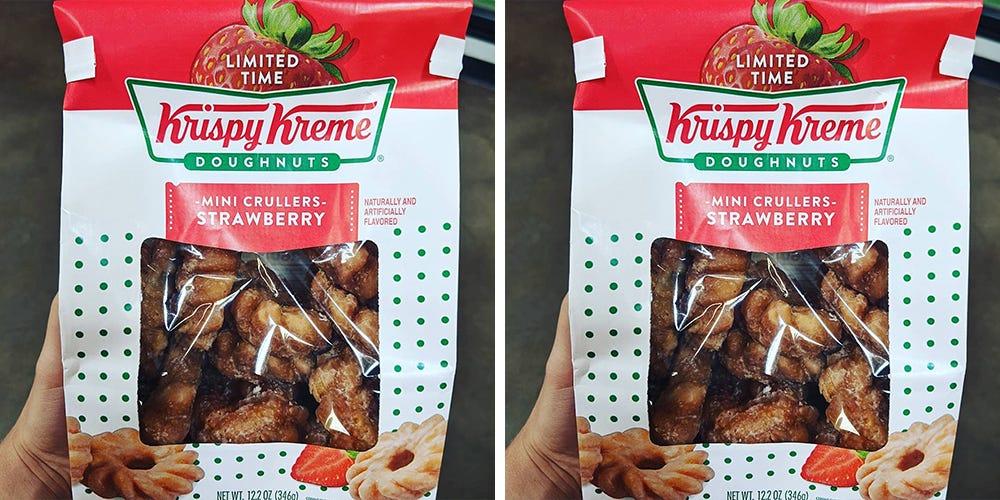 LIMITED
TIME
Krispy Kreme
DOUGHNUTS
®
-MINI CRULLERS-
STRAWBERRY
NATURALLY AND
ARTIFICIALLY
FLAVORED
NET WT. 12.2 OZ (346g)
LIMITED
TIME
Krispy Kreme
DOUGHNUTS
®
-MINI CRULLERS-
STRAWBERRY
NATURALLY AND
ARTIFICIALLY
FLAVORED
NET WT. 12.2 OZ (346g)